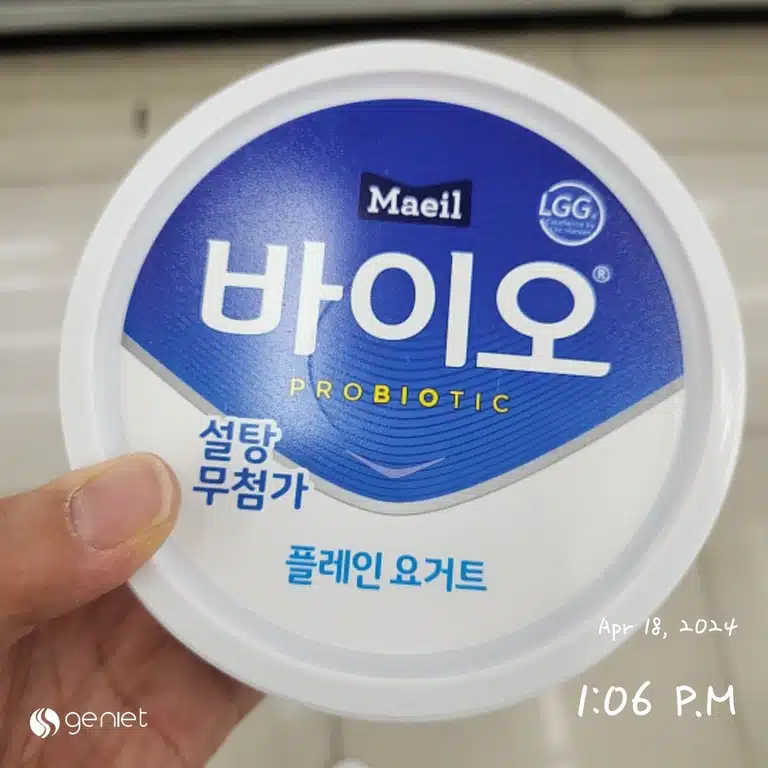 Maeil
LGG®
바이오®
PROBIOTIC
설탕
무첨가
플레인 요거트
Apr 18, 2024
1:06 P.M
geniet